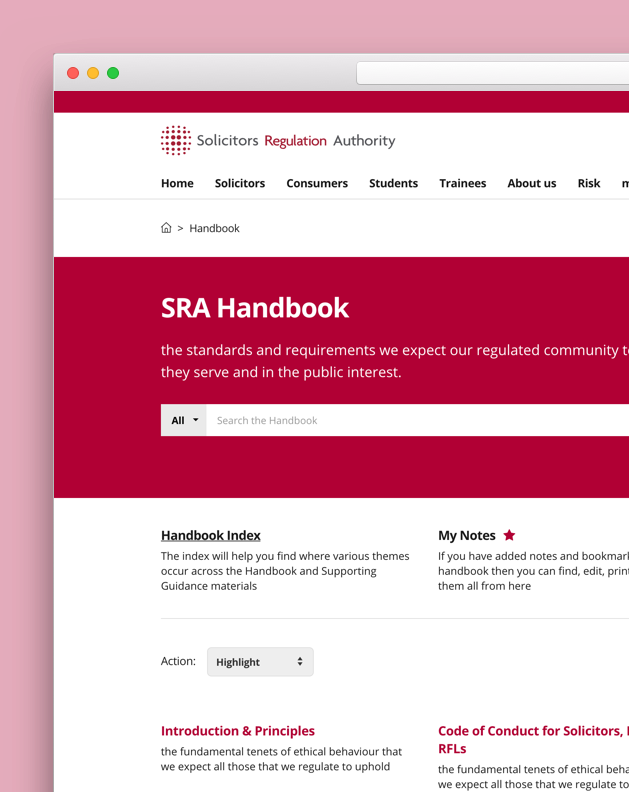 Solicitors Regulation Authority
Home Solicitors Consumers Students Trainees About us Risk
> Handbook
SRA Handbook
the standards and requirements we expect our regulated community
they serve and in the public interest.
All Search the Handbook
Handbook Index
The index will help you find where various themes
occur across the Handbook and Supporting
Guidance materials
My Notes
If you have added notes and bookmark
handbook then you can find, edit, print
them all from here
Action: Highlight
Introduction & Principles
the fundamental tenets of ethical behaviour that
we expect all those that we regulate to uphold
Code of Conduct for Solicitors,
RFLs
the fundamental tenets of ethical beha
we expect all those that we regulate to